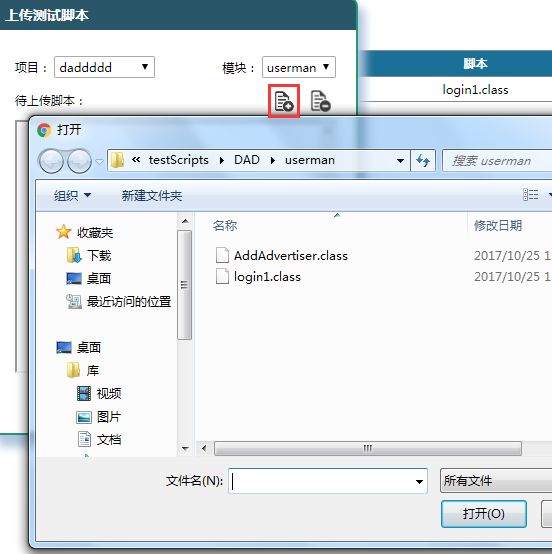 上传测试脚本
项目： daddddd
模块： userman
脚本
login1.class
待上传脚本：
打开
« testScripts DAD userman
搜索 userman
组织 新建文件夹
名称 修改日期
收藏夹
下载
桌面
最近访问的位置
桌面
库
视频
图片
文档
AddAdvertiser.class 2017/10/25 1
login1.class 2017/10/25 1
文件名(N):
所有文件
打开(O)